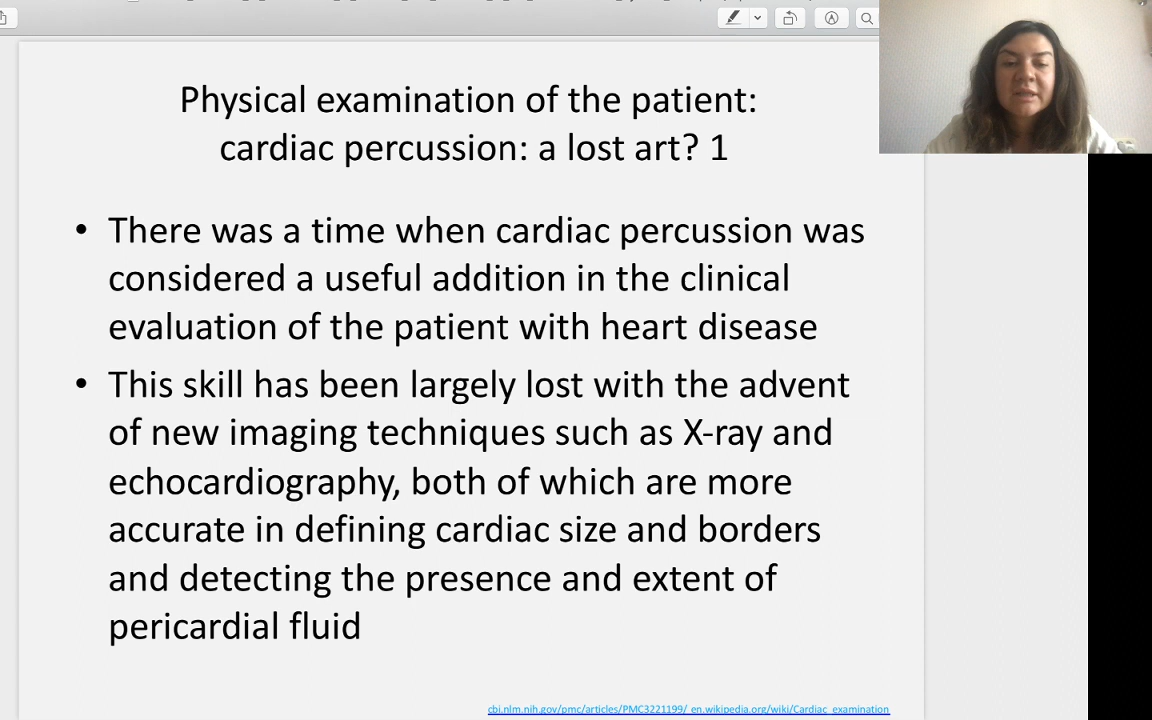 Physical examination of the patient:
cardiac percussion: a lost art? 1
• There was a time when cardiac percussion was
considered a useful addition in the clinical
evaluation of the patient with heart disease
• This skill has been largely lost with the advent
of new imaging techniques such as X-ray and
echocardiography, both of which are more
accurate in defining cardiac size and borders
and detecting the presence and extent of
pericardial fluid
cbi.nlm.nih.gov/pmc/articles/PMC3221199/ en.wikipedia.org/wiki/Cardiac_examination